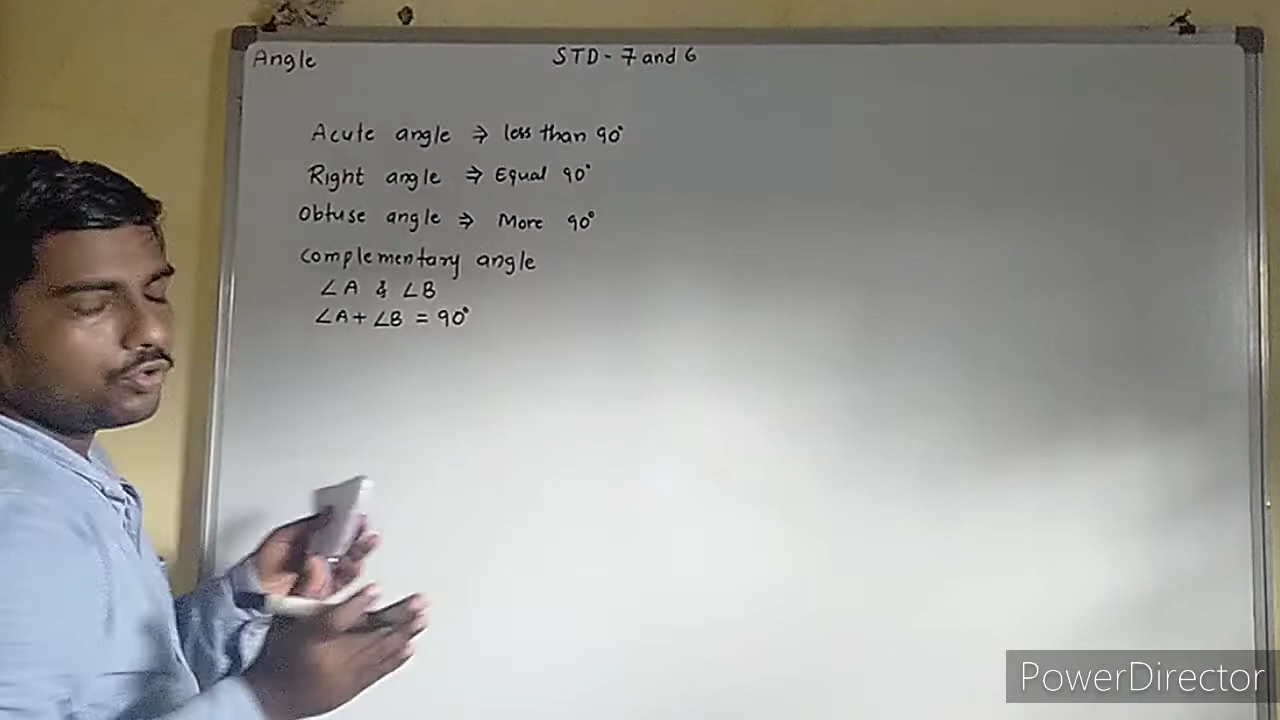 Angle STD - 7 and 6
Acute angle ⇒ less than 90°
Right angle ⇒ Equal 90°
Obtuse angle ⇒ More 90°
Complementary angle
∠A & ∠B
∠A + ∠B = 90°
PowerDirector